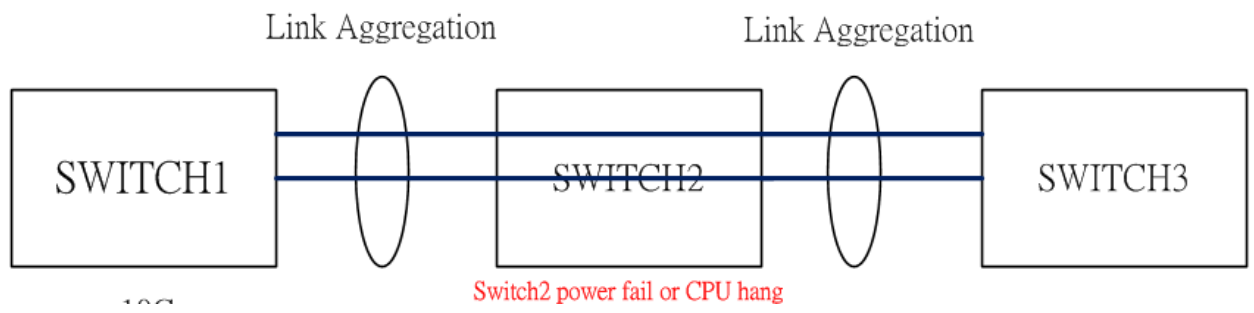 Link Aggregation
Link Aggregation
SWITCH1
SWITCH2
SWITCH3
Switch2 power fail or CPU hang